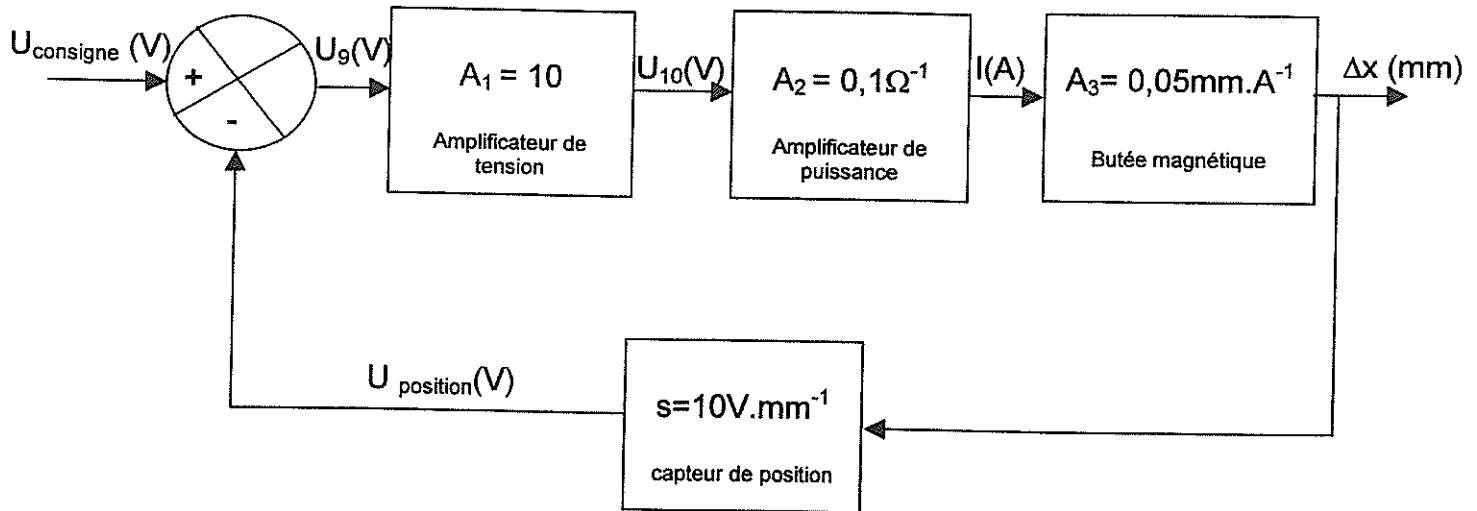 U consigne (V)
+
-
U9(V)
A1 = 10
Amplificateur de
tension
U10(V)
A2 = 0,1Ω-1
Amplificateur de
puissance
I(A)
A3= 0,05mm.A-1
Butée magnétique
Δx (mm)
U position(V)
s=10V.mm-1
capteur de position